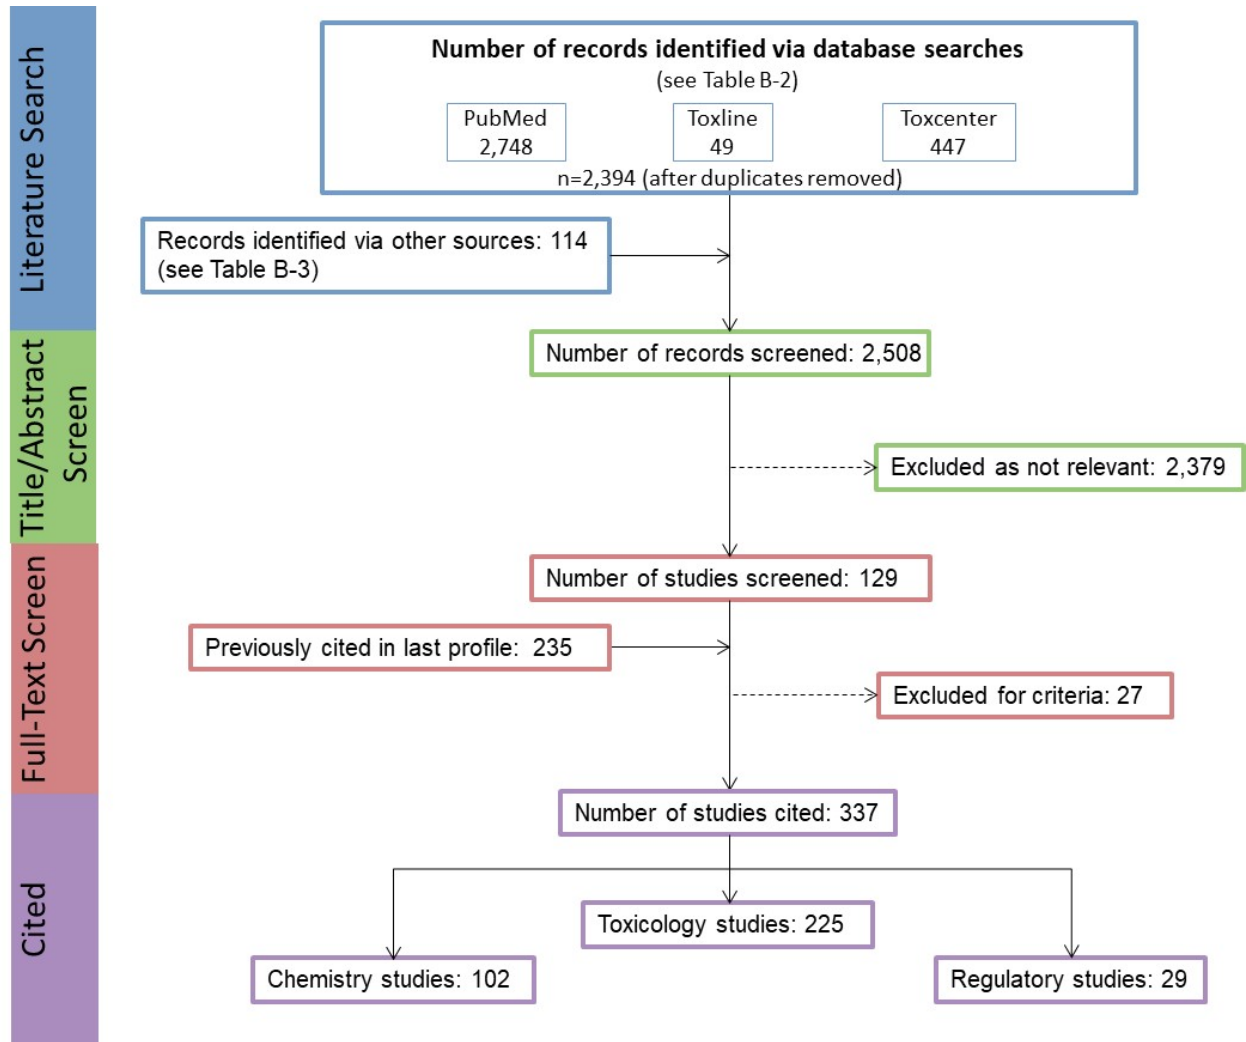 Literature Search
Number of records identified via database searches
(see Table B-2)
PubMed
2,748
Toxline
49
Toxcenter
447
n=2,394 (after duplicates removed)
Records identified via other sources: 114
(see Table B-3)
Title/Abstract
Screen
Number of records screened: 2,508
Excluded as not relevant: 2,379
Full-Text Screen
Number of studies screened: 129
Previously cited in last profile: 235
Excluded for criteria: 27
Cited
Number of studies cited: 337
Toxicology studies: 225
Chemistry studies: 102
Regulatory studies: 29